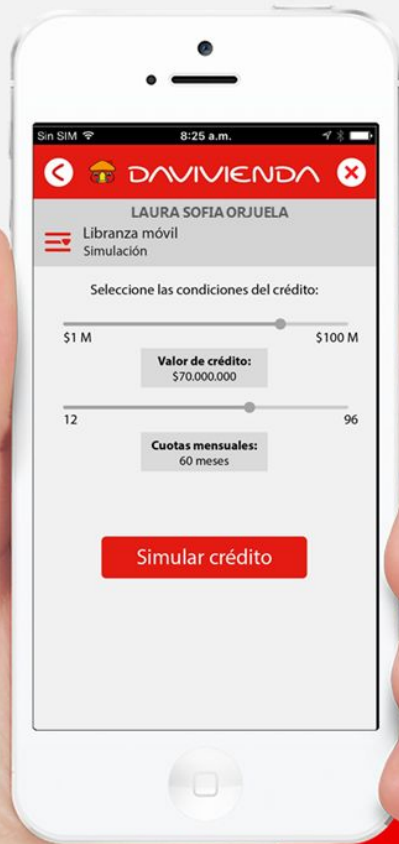 Sin SIM 8:25 a.m.
DAVIVIENDA
LAURA SOFIA ORJUELA
Libranza móvil
Simulación
Seleccione las condiciones del crédito:
$1 M $100 M
Valor de crédito:
$70.000.000
12 96
Cuotas mensuales:
60 meses
Simular crédito